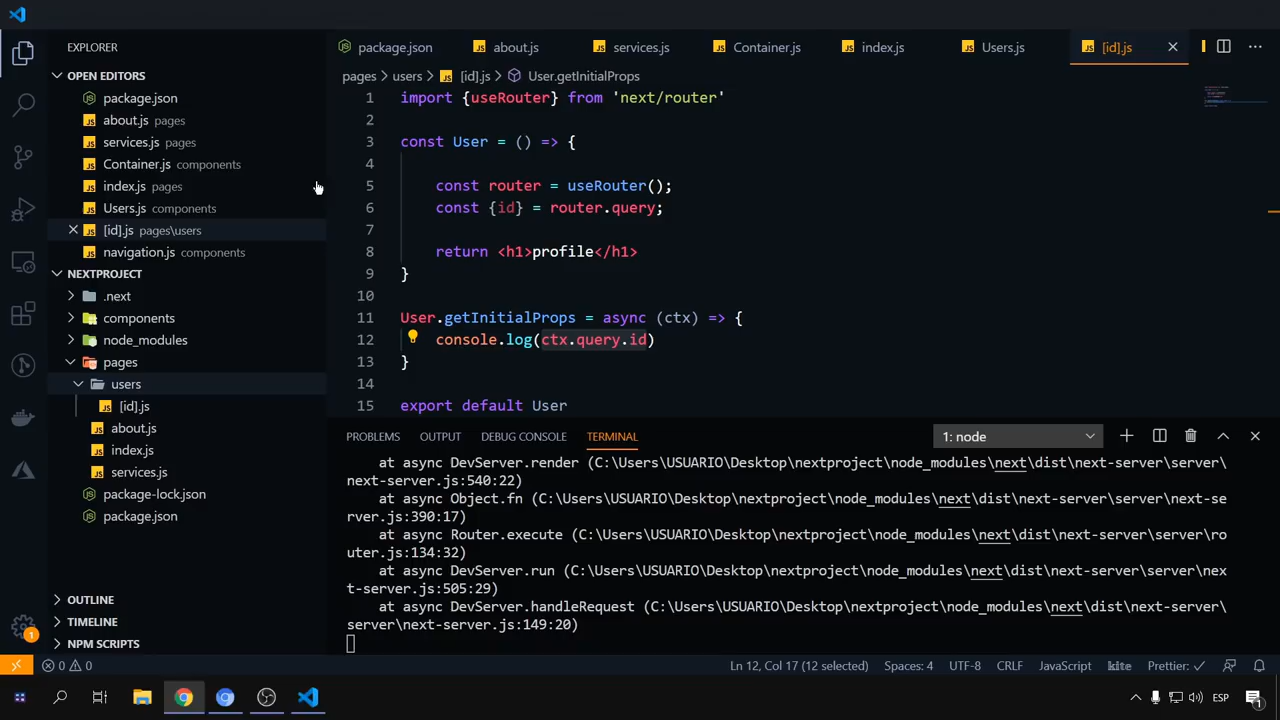 EXPLORER
OPEN EDITORS
package.json
about.js pages
services.js pages
Container.js components
index.js pages
Users.js components
[id].js pages\users
navigation.js components
NEXTPROJECT
.next
components
node_modules
pages
users
[id].js
about.js
index.js
services.js
package-lock.json
package.json
OUTLINE
TIMELINE
NPM SCRIPTS
package.json about.js services.js Container.js index.js Users.js [id].js
pages > users > [id].js > User.getInitialProps
1 import {useRouter} from 'next/router'
2
3 const User = () => {
4
5 const router = useRouter();
6 const {id} = router.query;
7
8 return <h1>profile</h1>
9 }
10
11 User.getInitialProps = async (ctx) => {
12 console.log(ctx.query.id)
13 }
14
15 export default User
PROBLEMS OUTPUT DEBUG CONSOLE TERMINAL 1: node
at async DevServer.render (C:\Users\USUARIO\Desktop\nextproject\node_modules\next\dist\next-server\server\
next-server.js:540:22)
at async Object.fn (C:\Users\USUARIO\Desktop\nextproject\node_modules\next\dist\next-server\server\next-se
rver.js:390:17)
at async Router.execute (C:\Users\USUARIO\Desktop\nextproject\node_modules\next\dist\next-server\server\ro
uter.js:134:32)
at async DevServer.run (C:\Users\USUARIO\Desktop\nextproject\node_modules\next\dist\next-server\server\nex
t-server.js:505:29)
at async DevServer.handleRequest (C:\Users\USUARIO\Desktop\nextproject\node_modules\next\dist\next-server\
server\next-server.js:149:20)
1
0 0 Ln 12, Col 17 (12 selected) Spaces: 4 UTF-8 CRLF JavaScript kite Prettier: ✓
ESP 1